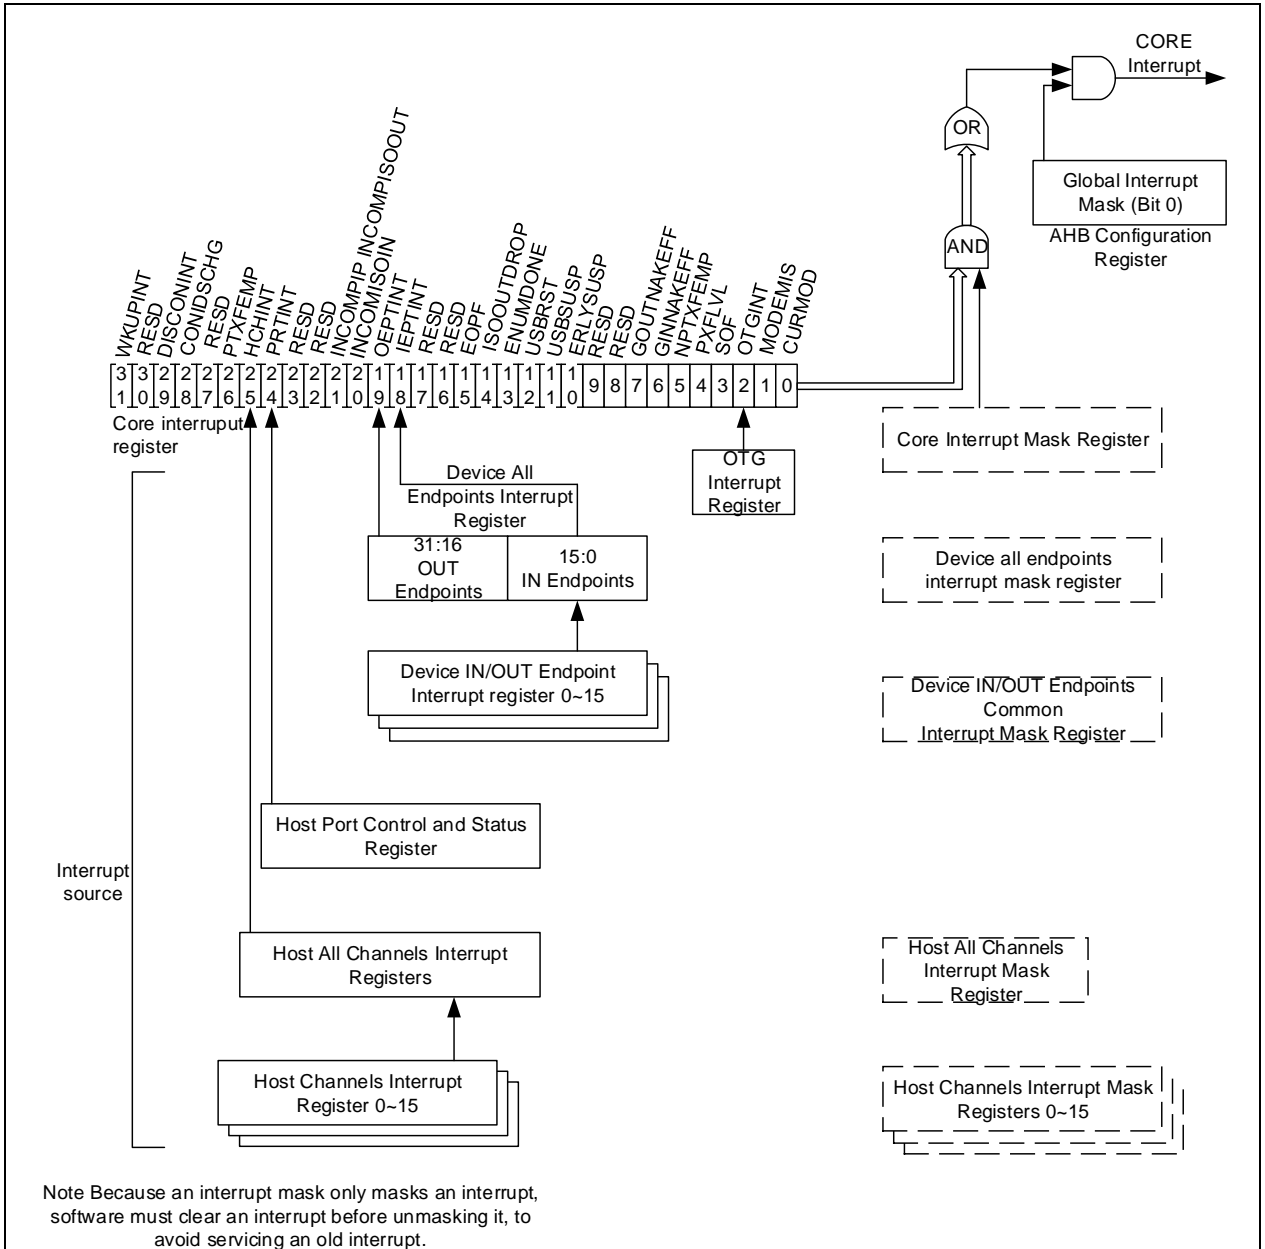 CORE
Interrupt
OR
Global Interrupt
Mask (Bit 0)
AHB Configuration
Register
AND
WKUPINT
RESD
DISCONINT
CONIDSCHG
RESD
PTXFEMP
HCHINT
PRTINT
RESD
RESD
INCOMPIP INCOMPISOOUT
INCOMISOIN
OEPTINT
IEPTINT
RESD
RESD
EOPF
ISOOUTDROP
ENUMDONE
USBRST
USBSUSP
ERLYSUSP
RESD
RESD
GOUTNAKEFF
GINNAKEFF
NPTXFEMP
PXFLVL
SOF
OTGINT
MODEMIS
CURMOD
31 30 29 28 27 26 25 24 23 22 21 20 19 18 17 16 15 14 13 12 11 10 9 8 7 6 5 4 3 2 1 0
Core interruput
register
Core Interrupt Mask Register
OTG
Interrupt
Register
Device All
Endpoints Interrupt
Register
31:16
OUT
Endpoints
15:0
IN Endpoints
Device all endpoints
interrupt mask register
Device IN/OUT Endpoint
Interrupt register 0~15
Device IN/OUT Endpoints
Common
Interrupt Mask Register
Host Port Control and Status
Register
Interrupt
source
Host All Channels Interrupt
Registers
Host All Channels
Interrupt Mask
Register
Host Channels Interrupt
Register 0~15
Host Channels Interrupt Mask
Registers 0~15
Note Because an interrupt mask only masks an interrupt,
software must clear an interrupt before unmasking it, to
avoid servicing an old interrupt.